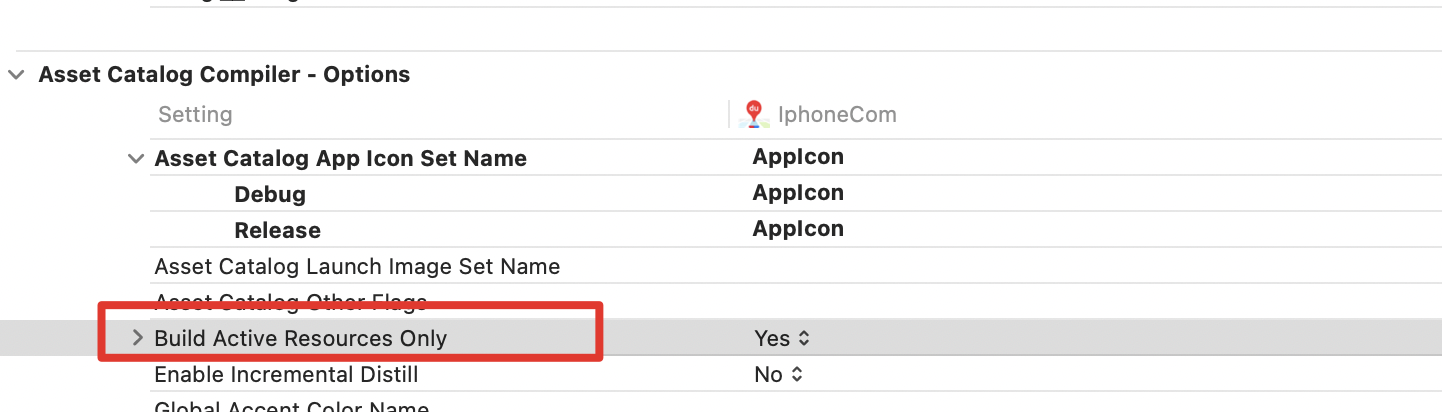 Asset Catalog Compiler - Options
Setting IphoneCom
Asset Catalog App Icon Set Name AppIcon
Debug AppIcon
Release AppIcon
Asset Catalog Launch Image Set Name
Asset Catalog Other Flags
Build Active Resources Only Yes
Enable Incremental Distill No
Global Accent Color Name